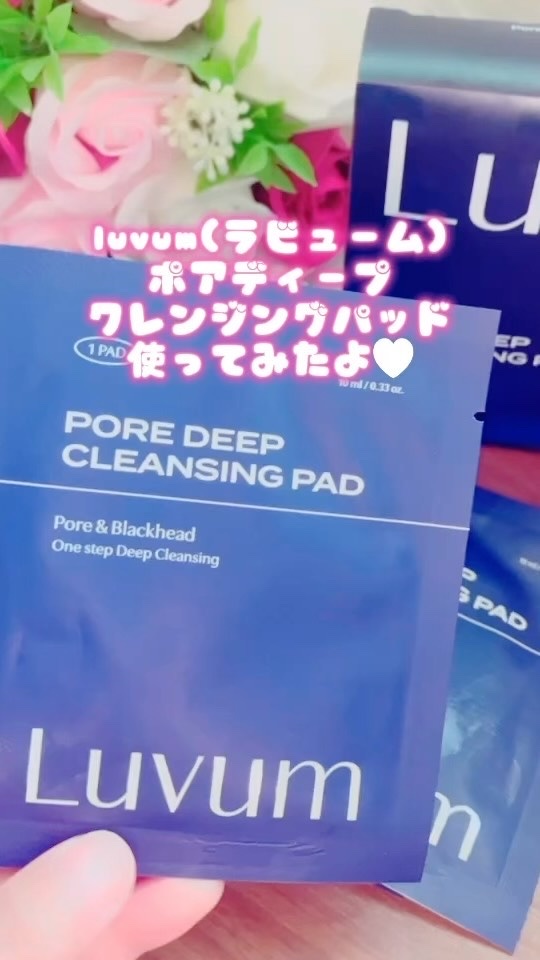 luvum(ラビューム)
ポアディープ
クレンジングパッド
使ってみたよ♥
1 PAD
10 ml / 0.33 oz.
PORE DEEP
CLEANSING PAD
Pore & Blackhead
One step Deep Cleansing
Luvum
Lu
EP
NG
P
S PAD
m